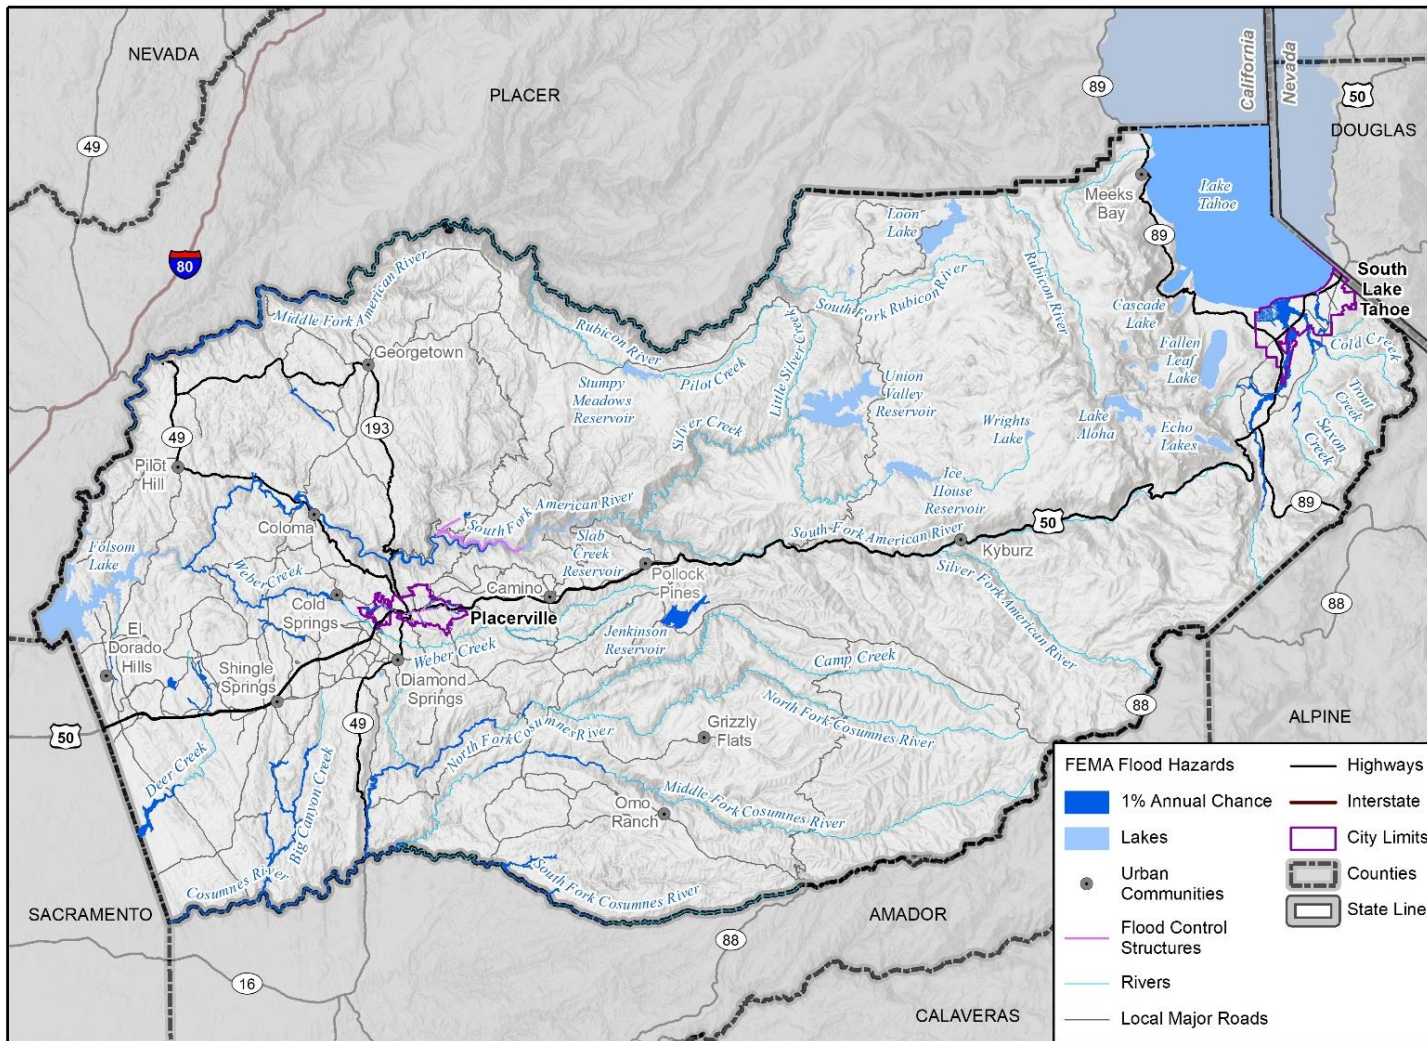 NEVADA
PLACER
89
California
Nevada
50
DOUGLAS
49
Meeks
Bay
Lake
Tahoe
Loon
Lake
89
80
South
Lake
Tahoe
Middle Fork American River
South Fork Rubicon River
Rubicon River
Cascade
Lake
Rubicon River
Georgetown
Stumpy
Meadows
Reservoir
Pilot Creek
Little Silver Creek
Union
Valley
Reservoir
Fallen
Leaf
Lake
Cold Creek
Trout
Creek
Saxon
Creek
193
49
Silver Creek
Wrights
Lake
Lake
Aloha
Echo
Lakes
Pilot
Hill
Ice
House
Reservoir
89
South Fork American River
Coloma
Slab
Creek
Reservoir
South Fork American River
50
Kyburz
Folsom
Lake
Weber Creek
Cold
Springs
Camino
Pollock
Pines
Silver Fork American River
88
Placerville
El
Dorado
Hills
Shingle
Springs
Weber Creek
Jenkinson
Reservoir
Diamond
Springs
Camp Creek
88
50
49
Grizzly
Flats
North Fork Cosumnes River
North Fork Cosumnes River
ALPINE
Deer Creek
Big Canyon Creek
Omo
Ranch
Middle Fork Cosumnes River
Cosumnes River
South Fork Cosumnes River
SACRAMENTO
AMADOR
88
16
CALAVERAS
FEMA Flood Hazards
1% Annual Chance
Lakes
Urban
Communities
Flood Control
Structures
Rivers
Local Major Roads
Highways
Interstate
City Limits
Counties
State Line